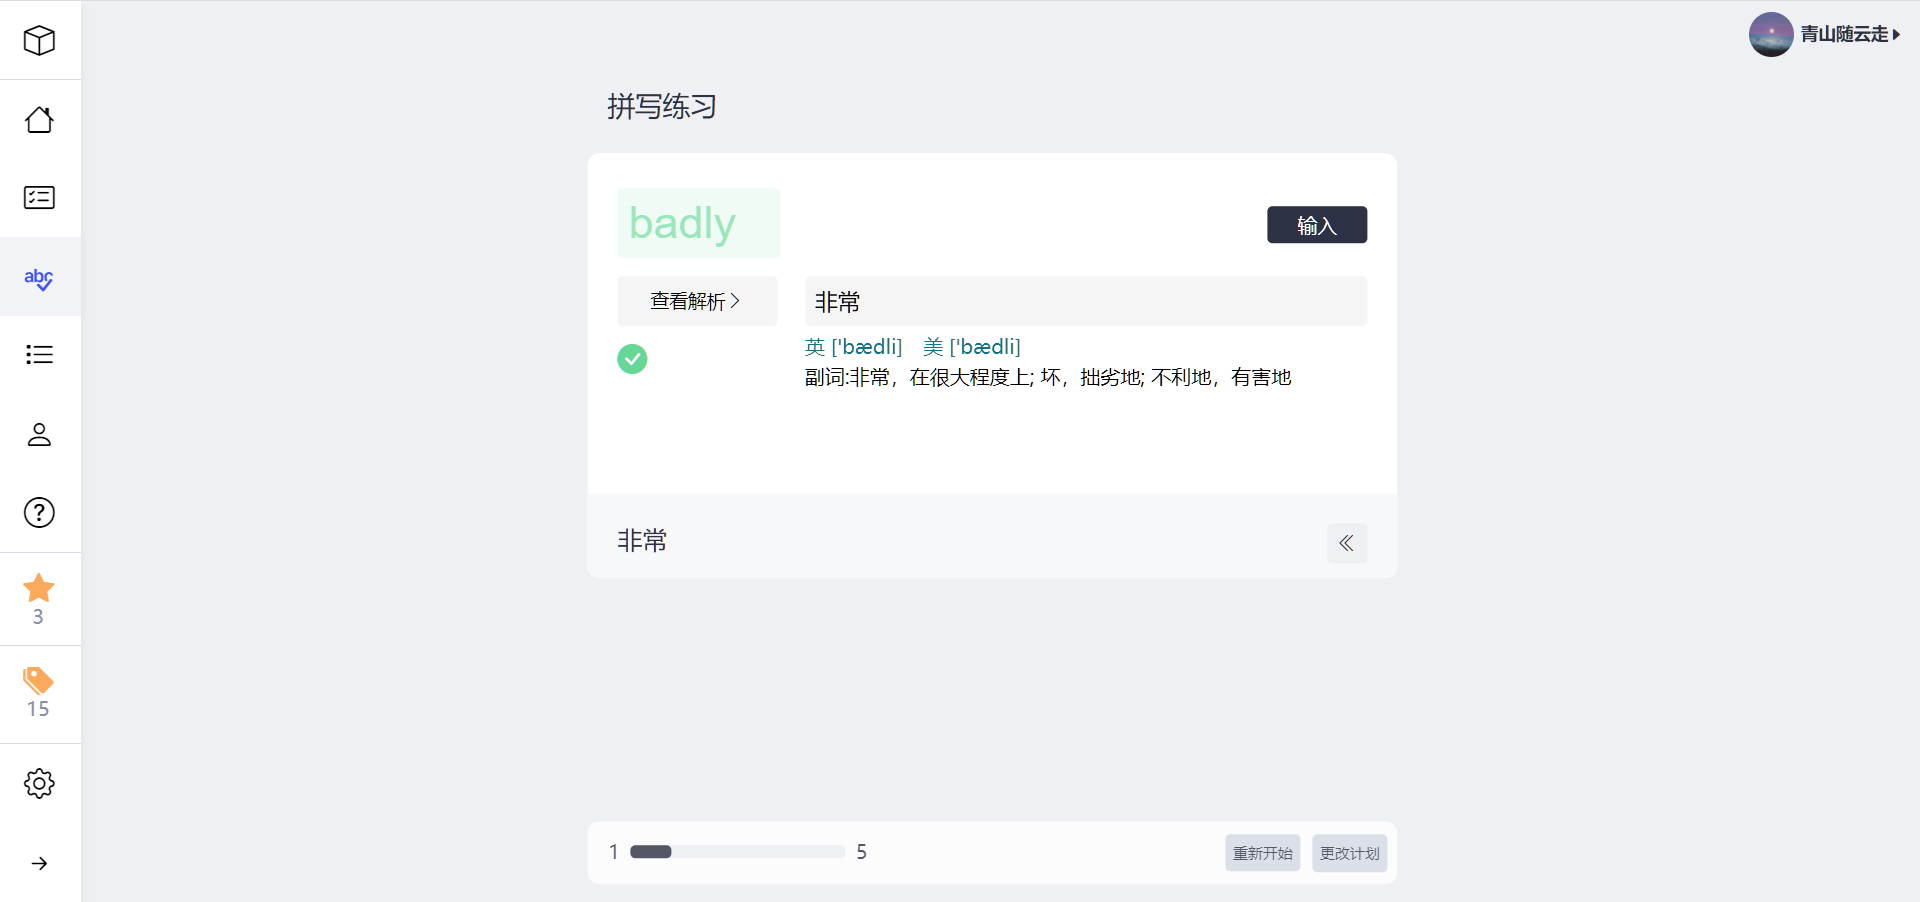 青山随云走
拼写练习
abc
badly
输入
查看解析
非常
英 ['bædli] 美 ['bædli]
副词:非常，在很大程度上; 坏，拙劣地; 不利地，有害地
非常
3
15
1
5
重新开始
更改计划